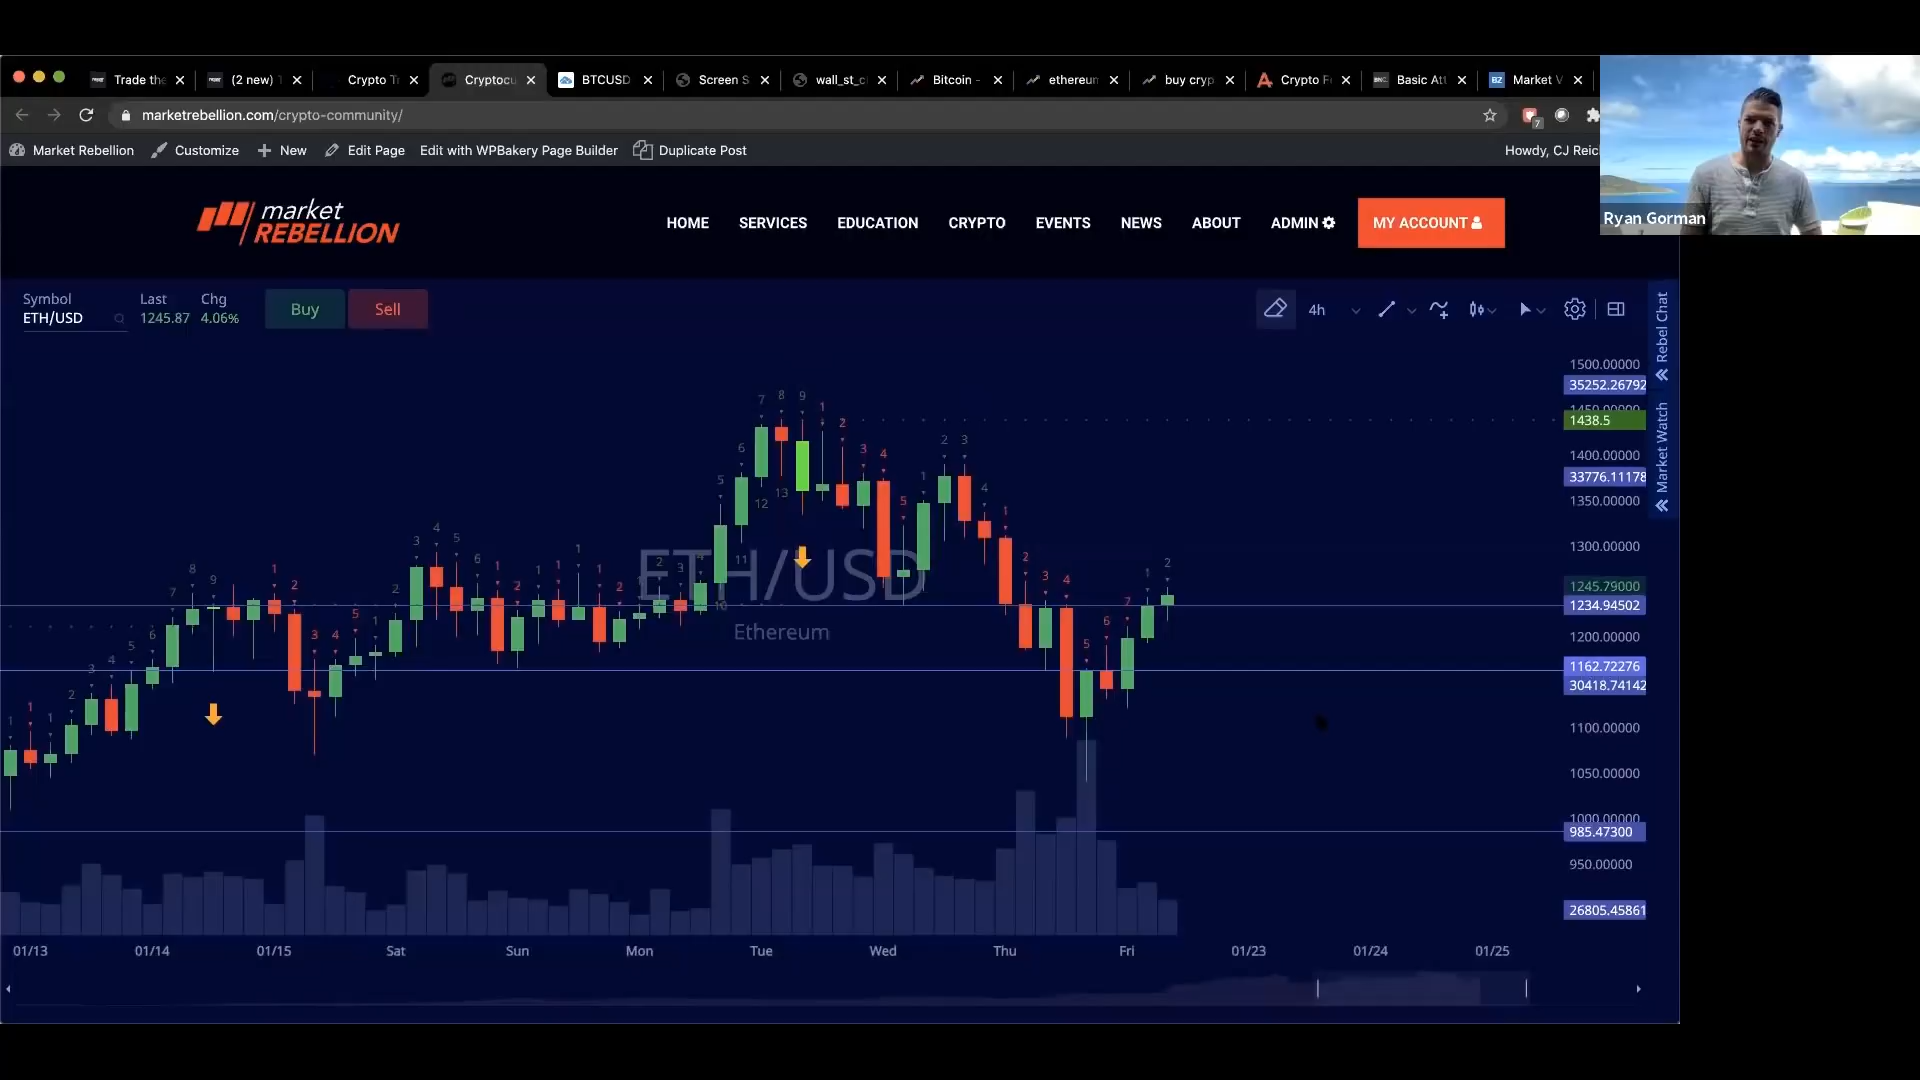 Trade the
(2 new) T
Crypto Tr
Cryptocu
BTCUSD
Screen S
wall_st_c
Bitcoin -
ethereun
buy cryp
Crypto Fe
Basic Att
Market V
marketrebellion.com/crypto-community/
7
Market Rebellion
Customize
New
Edit Page
Edit with WPBakery Page Builder
Duplicate Post
Howdy, CJ Reic
Ryan Gorman
market
REBELLION
HOME
SERVICES
EDUCATION
CRYPTO
EVENTS
NEWS
ABOUT
ADMIN
MY ACCOUNT
Symbol
Last
Chg
ETH/USD
1245.87
4.06%
Buy
Sell
4h
Rebel Chat
Market Watch
ETH/USD
Ethereum
1500.00000
35252.26792
1450.00000
1438.5
1400.00000
33776.11178
1350.00000
1300.00000
1245.79000
1234.94502
1200.00000
1162.72276
30418.74142
1100.00000
1050.00000
1000.00000
985.47300
950.00000
26805.45861
01/13
01/14
01/15
Sat
Sun
Mon
Tue
Wed
Thu
Fri
01/23
01/24
01/25